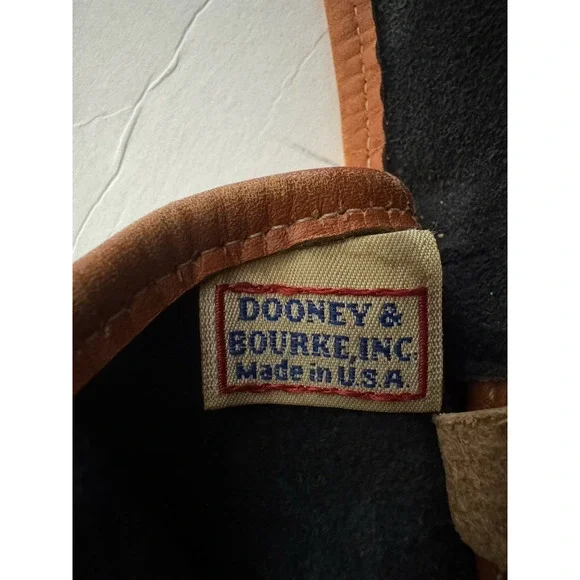 DOONEY &
BOURKE, INC.
Made in U.S.A.